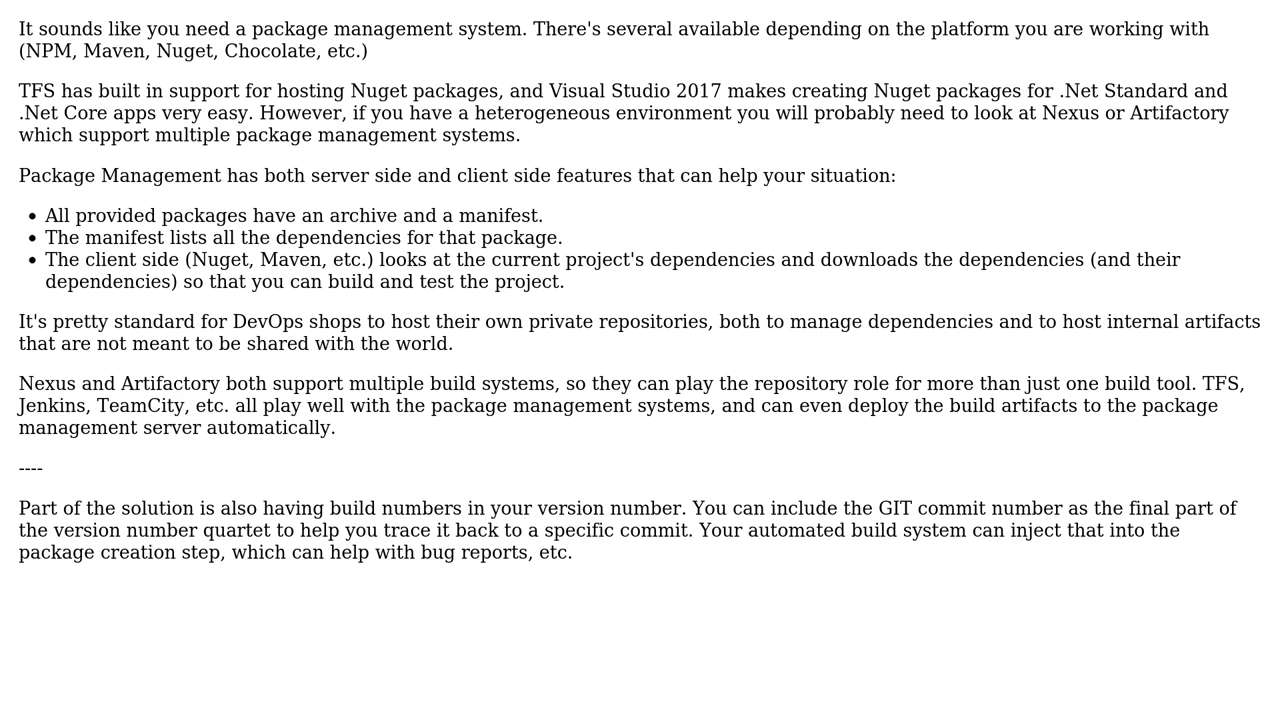 It sounds like you need a package management system. There's several available depending on the platform you are working with
(NPM, Maven, Nuget, Chocolate, etc.)
TFS has built in support for hosting Nuget packages, and Visual Studio 2017 makes creating Nuget packages for .Net Standard and
.Net Core apps very easy. However, if you have a heterogeneous environment you will probably need to look at Nexus or Artifactory
which support multiple package management systems.
Package Management has both server side and client side features that can help your situation:
• All provided packages have an archive and a manifest.
• The manifest lists all the dependencies for that package.
• The client side (Nuget, Maven, etc.) looks at the current project's dependencies and downloads the dependencies (and their
dependencies) so that you can build and test the project.
It's pretty standard for DevOps shops to host their own private repositories, both to manage dependencies and to host internal artifacts
that are not meant to be shared with the world.
Nexus and Artifactory both support multiple build systems, so they can play the repository role for more than just one build tool. TFS,
Jenkins, TeamCity, etc. all play well with the package management systems, and can even deploy the build artifacts to the package
management server automatically.
----
Part of the solution is also having build numbers in your version number. You can include the GIT commit number as the final part of
the version number quartet to help you trace it back to a specific commit. Your automated build system can inject that into the
package creation step, which can help with bug reports, etc.